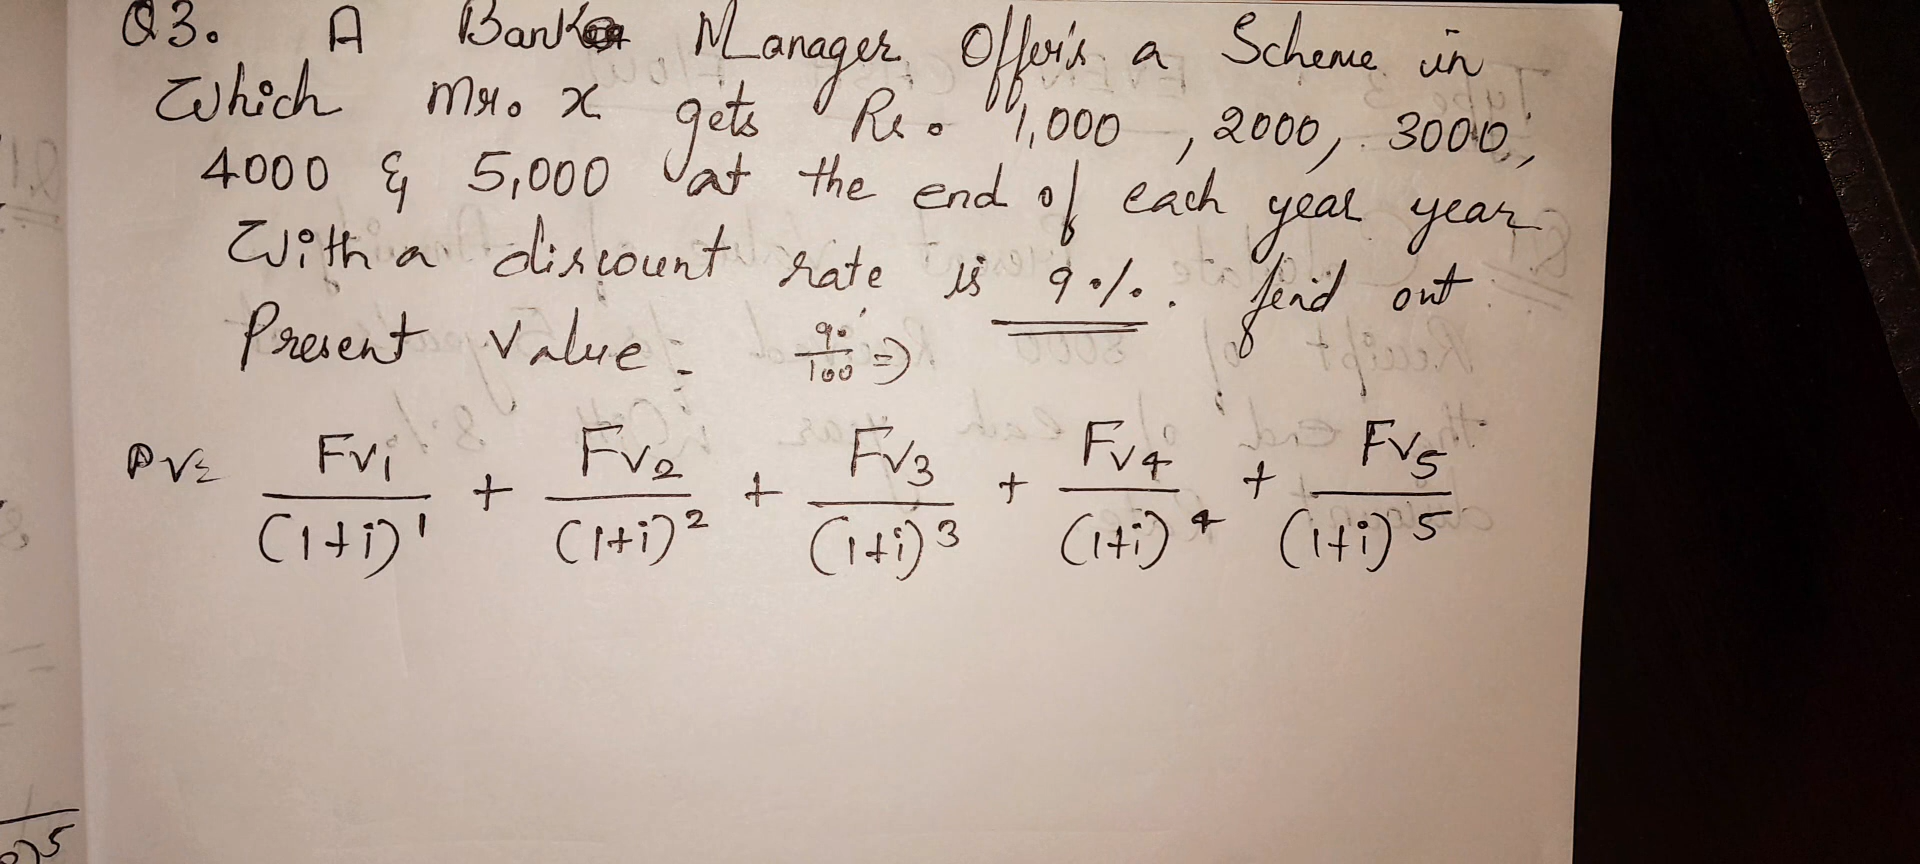 Q3. A Bank Manager Offer's a Scheme in
Which Mr. x gets Rs. 1,000, 2000, 3000,
4000 & 5,000 at the end of each year year
With a discount rate is 9%. find out
Present Value. 9/100 =>
PV= FV1/(1+i)^1 + FV2/(1+i)^2 + FV3/(1+i)^3 + FV4/(1+i)^4 + FV5/(1+i)^5